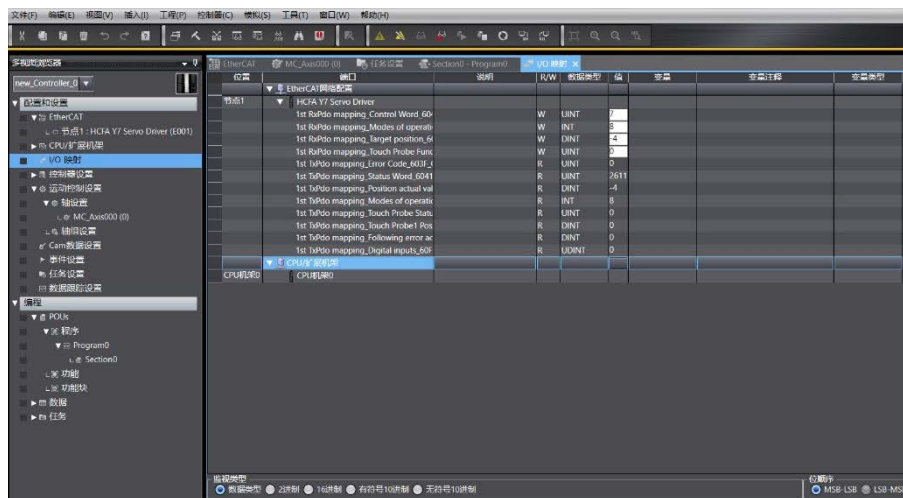 文件(F) 编辑(E) 视图(V) 插入(I) 工程(P) 控制器(C) 模拟(S) 工具(T) 窗口(W) 帮助(H)
多视图浏览器
new_Controller_0
配置和设置
EtherCAT
节点1 : HCFA Y7 Servo Driver (E001)
CPU/扩展机架
I/O 映射
控制器设置
运动控制设置
轴设置
MC_Axis000 (0)
轴组设置
Cam数据设置
事件设置
任务设置
数据跟踪设置
编程
POUs
程序
Program0
Section0
功能
功能块
数据
任务
EtherCAT MC_Axis000 (0) 任务设置 Section0 - Program0 I/O 映射
位置 端口 说明 R/W 数据类型 值 变量 变量注释 变量类型
EtherCAT网络配置
节点1 HCFA Y7 Servo Driver
1st RxPdo mapping_Control Word_604 W UINT 7
1st RxPdo mapping_Modes of operati W INT 8
1st RxPdo mapping_Target position_6 W DINT -4
1st RxPdo mapping_Touch Probe Func W UINT 0
1st TxPdo mapping_Error Code_603F_ R UINT 0
1st TxPdo mapping_Status Word_6041 R UINT 2611
1st TxPdo mapping_Position actual val R DINT -4
1st TxPdo mapping_Modes of operatic R INT 8
1st TxPdo mapping_Touch Probe Statu R UINT 0
1st TxPdo mapping_Touch Probe1 Pos R DINT 0
1st TxPdo mapping_Following error ac R DINT 0
1st TxPdo mapping_Digital inputs_60F R UDINT 0
CPU/扩展机架
CPU机架0 CPU机架0
监视类型
数据类型 2进制 16进制 有符号10进制 无符号10进制
位顺序
MSB-LSB LSB-MS